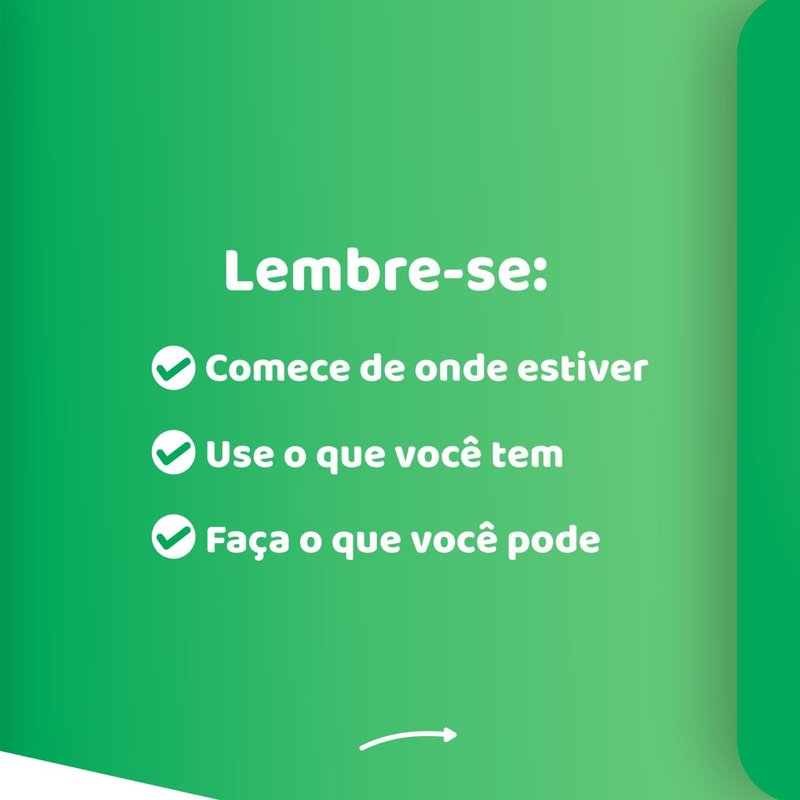 Lembre-se:
Comece de onde estiver
Use o que você tem
Faça o que você pode